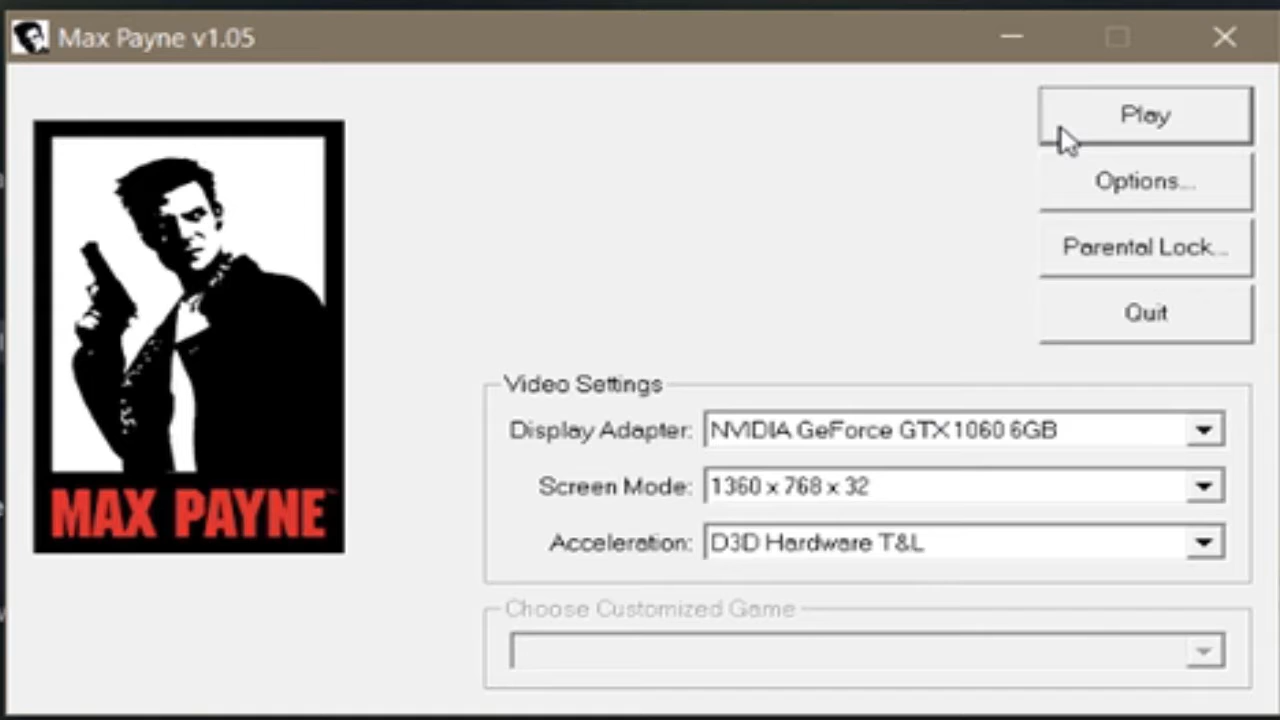 Max Payne v1.05
Play
Options...
Parental Lock...
Quit
MAX PAYNE™
Video Settings
Display Adapter: NVIDIA GeForce GTX 1060 6GB
Screen Mode: 1360 x 768 x 32
Acceleration: D3D Hardware T&L
Choose Customized Game